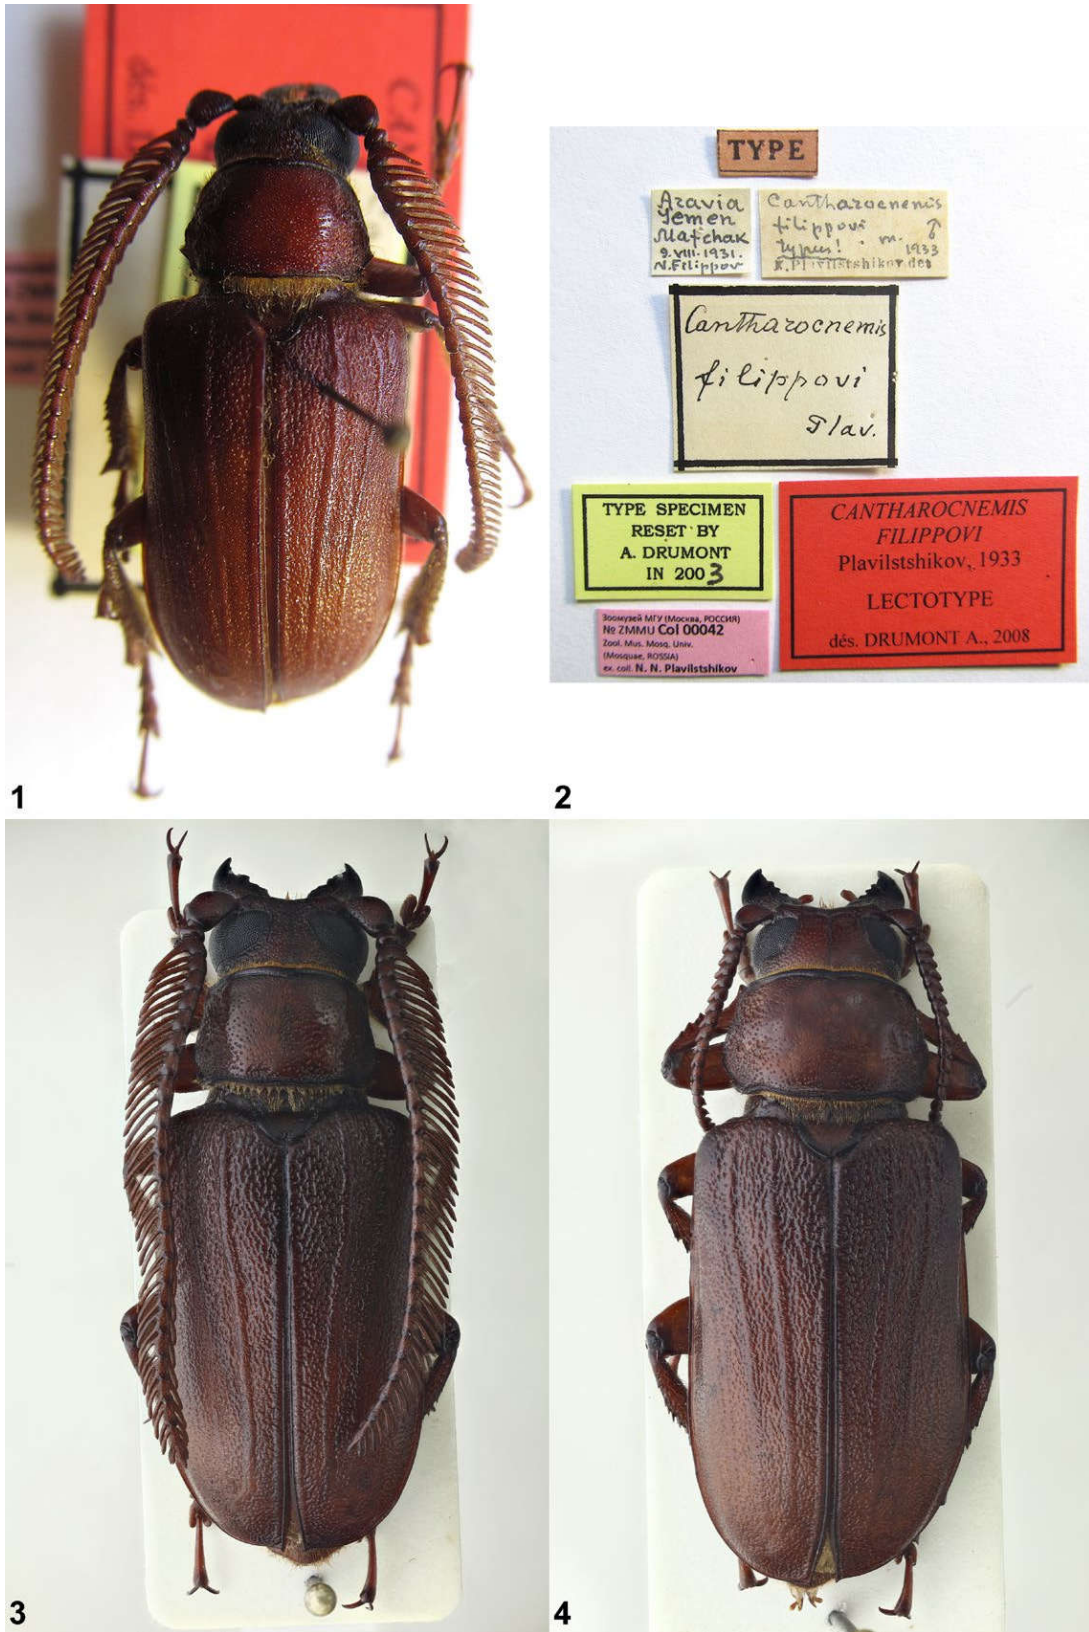 1
TYPE
Aravia
Yemen
Mafchak
9.VIII.1931.
N.Filippov
Cantharocnemis
filippovi
typus! m. ♂
1933
N.Plavilstshikov det
Cantharocnemis
filippovi
Plav.
TYPE SPECIMEN
RESET BY
A. DRUMONT
IN 2003
CANTHAROCNEMIS
FILIPPOVI
Plavilstshikov, 1933
LECTOTYPE
dés. DRUMONT A., 2008
Зоомузей МГУ (Москва, РОССИЯ)
№ ZMMU Col 00042
Zool. Mus. Mosq. Univ.
(Mosquae, ROSSIA)
ex. coll. N. N. Plavilstshikov
2
3
4